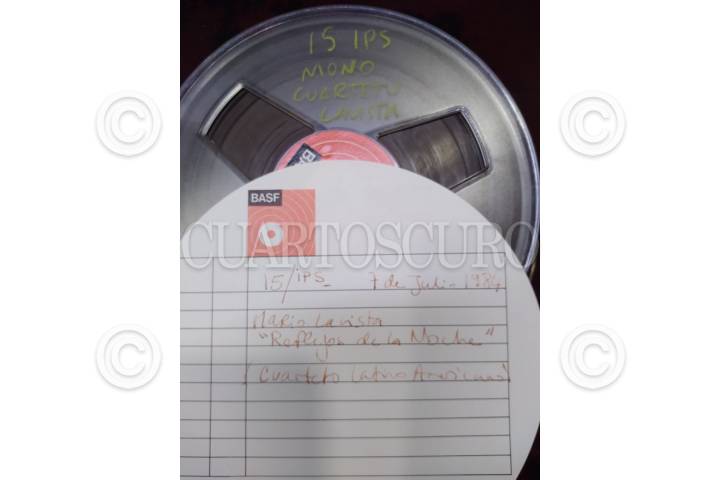 15 IPS
MONO
CUARTETO
LAVISTA
BASF
BASF
CUARTOSCURO
15/IPS 7 de Julio 1984
Mario Lavista
"Reflejos de la Noche"
(Cuarteto Latino Americano)
© © © ©